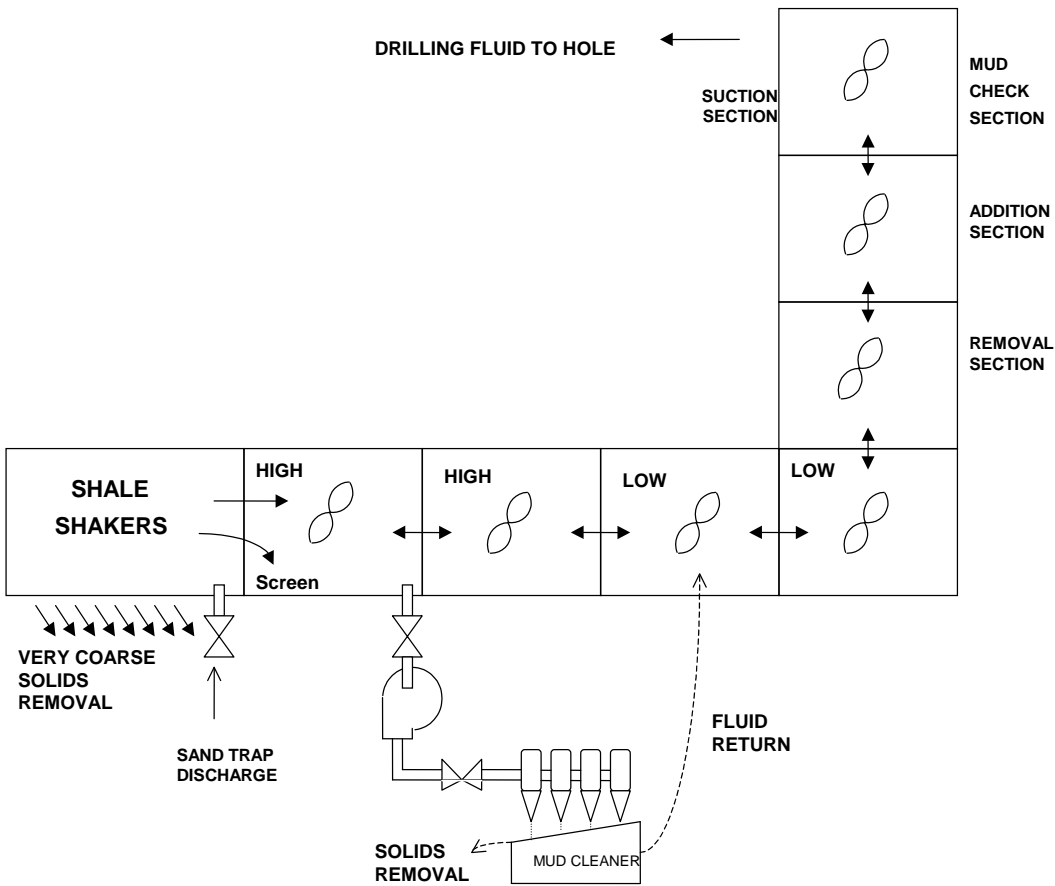 DRILLING FLUID TO HOLE
SUCTION
SECTION
MUD
CHECK
SECTION
ADDITION
SECTION
REMOVAL
SECTION
SHALE
SHAKERS
HIGH
Screen
HIGH
LOW
LOW
VERY COARSE
SOLIDS
REMOVAL
SAND TRAP
DISCHARGE
FLUID
RETURN
SOLIDS
REMOVAL
MUD CLEANER